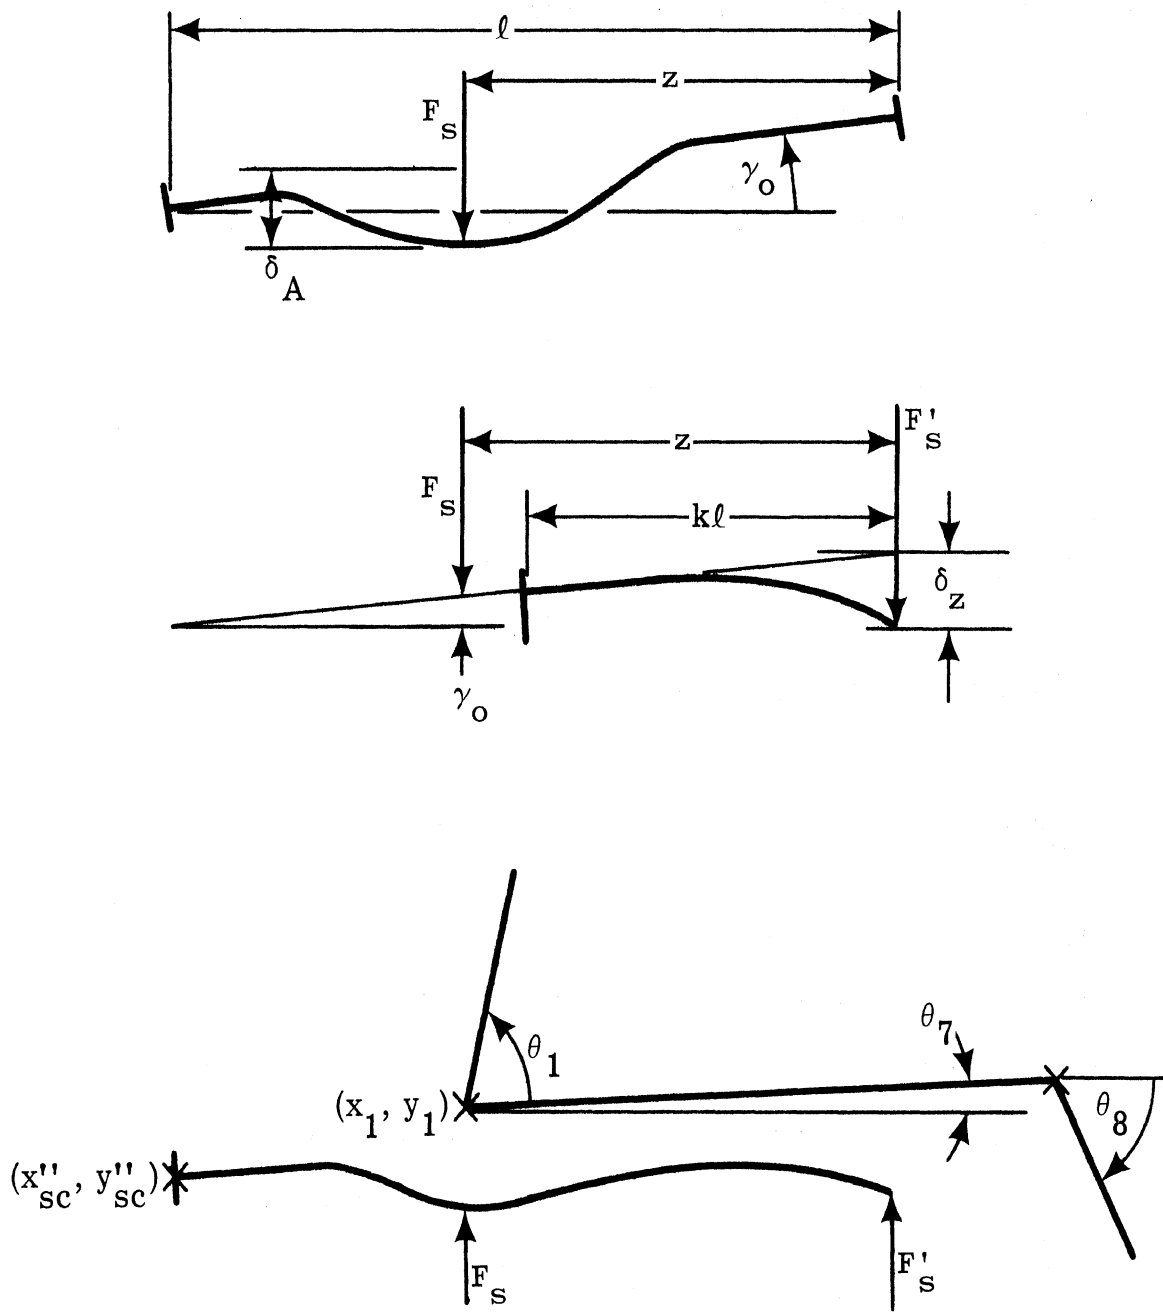 ℓ
z
F_s
γ_o
δ_A
F'_s
z
F_s
kℓ
δ_z
γ_o
θ_7
θ_1
(x_1, y_1)
θ_8
(x''_sc, y''_sc)
F_s
F'_s